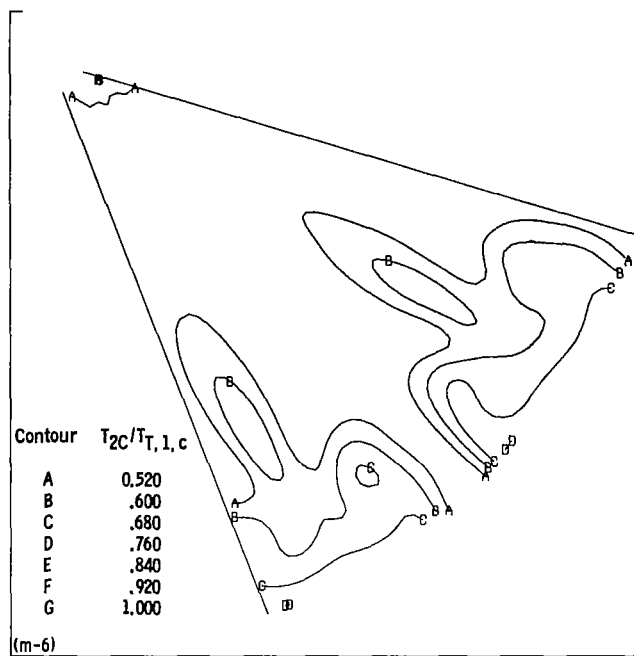 B
A
A
B
A
B
C
B
D
D
C
B
A
Contour T2C/TT, 1, c
A 0.520
B .600
C .680
D .760
E .840
F .920
G 1.000
C
A
B
B A
C
D
(m-6)